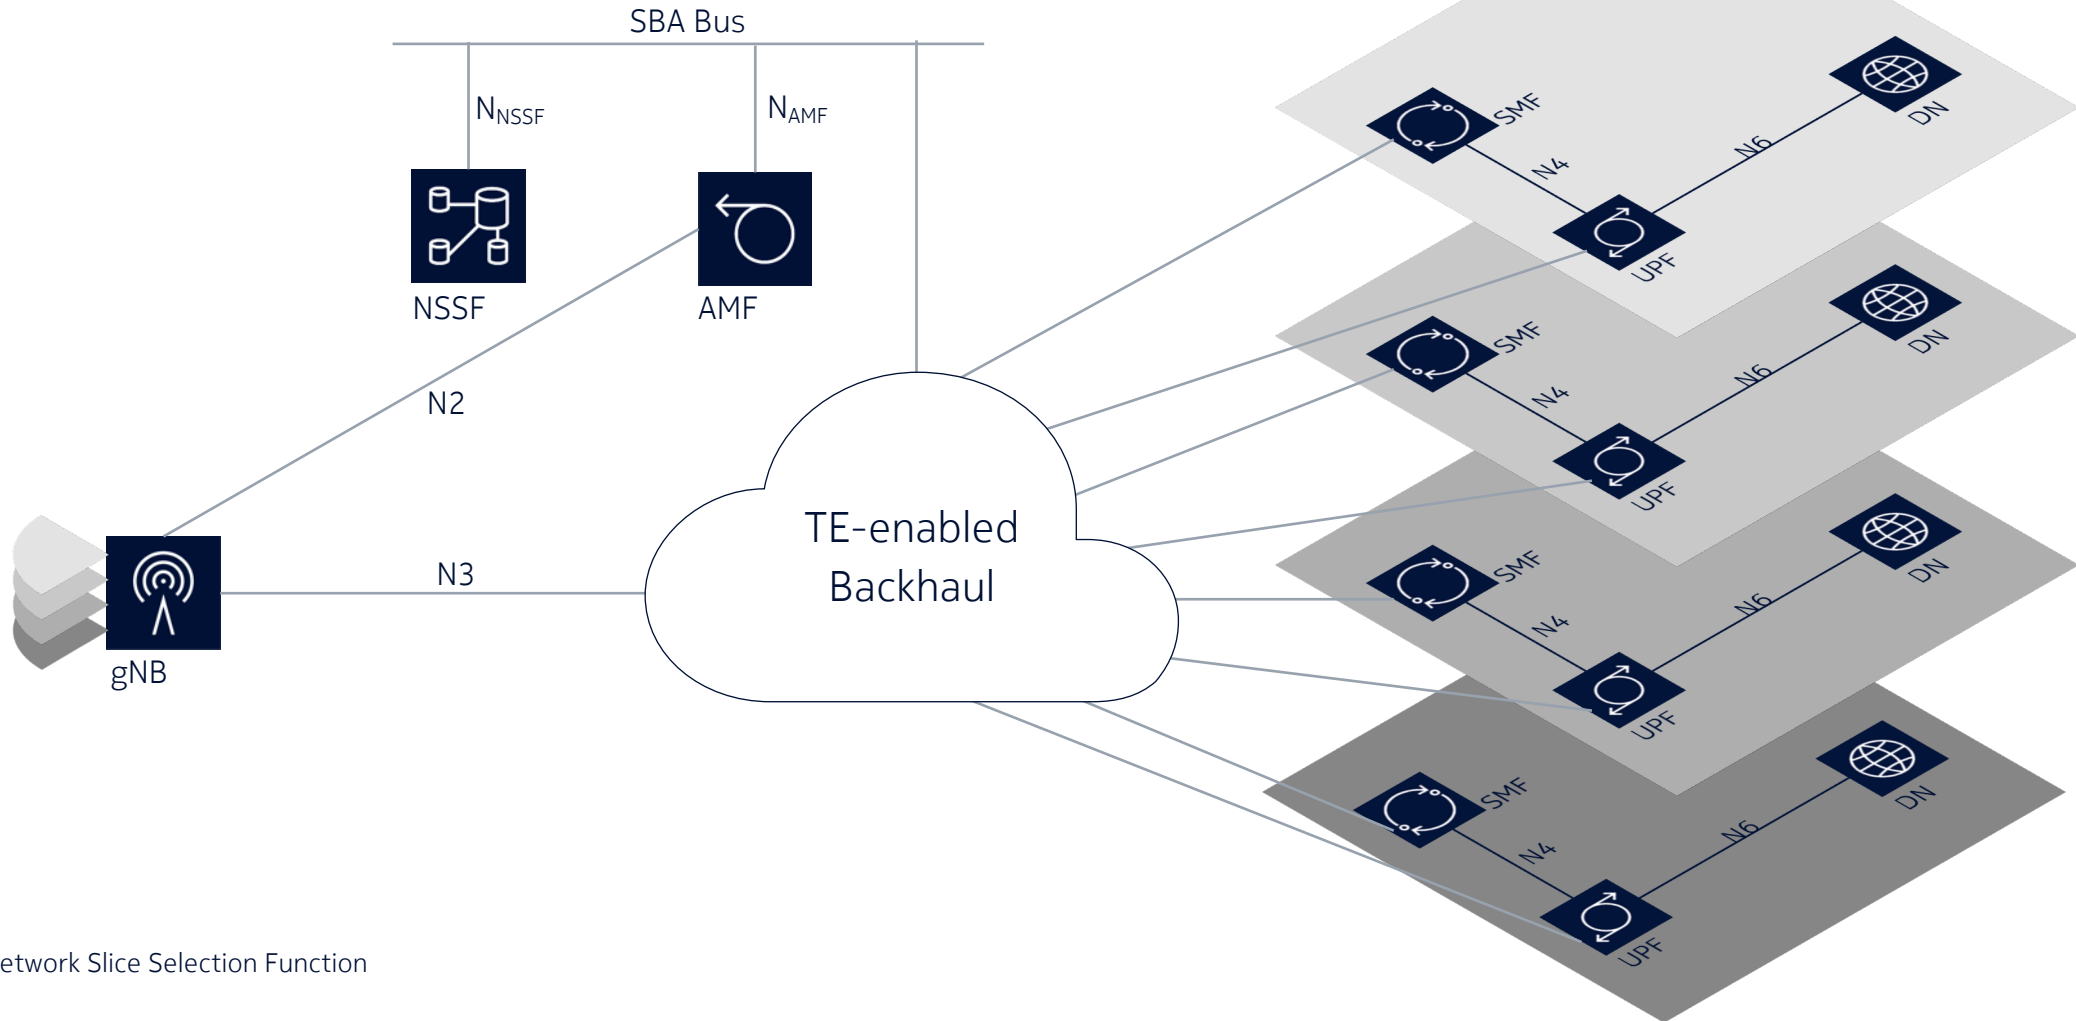 SBA Bus
NNSSF
NAMF
NSSF
AMF
N2
N3
gNB
TE-enabled
Backhaul
SMF
N4
UPF
N6
DN
SMF
N4
UPF
N6
DN
SMF
N4
UPF
N6
DN
SMF
N4
UPF
N6
DN
etwork Slice Selection Function